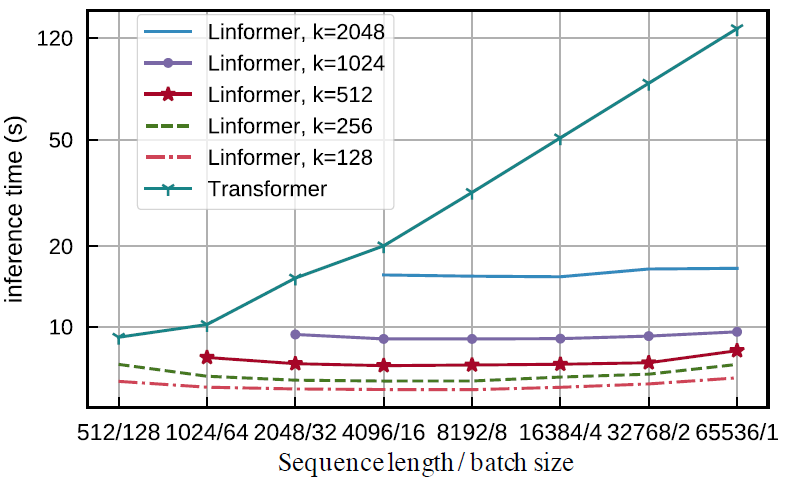 Linformer, k=2048
Linformer, k=1024
Linformer, k=512
Linformer, k=256
Linformer, k=128
Transformer
120
50
20
10
inference time (s)
512/128 1024/64 2048/32 4096/16 8192/8 16384/4 32768/2 65536/1
Sequence length / batch size